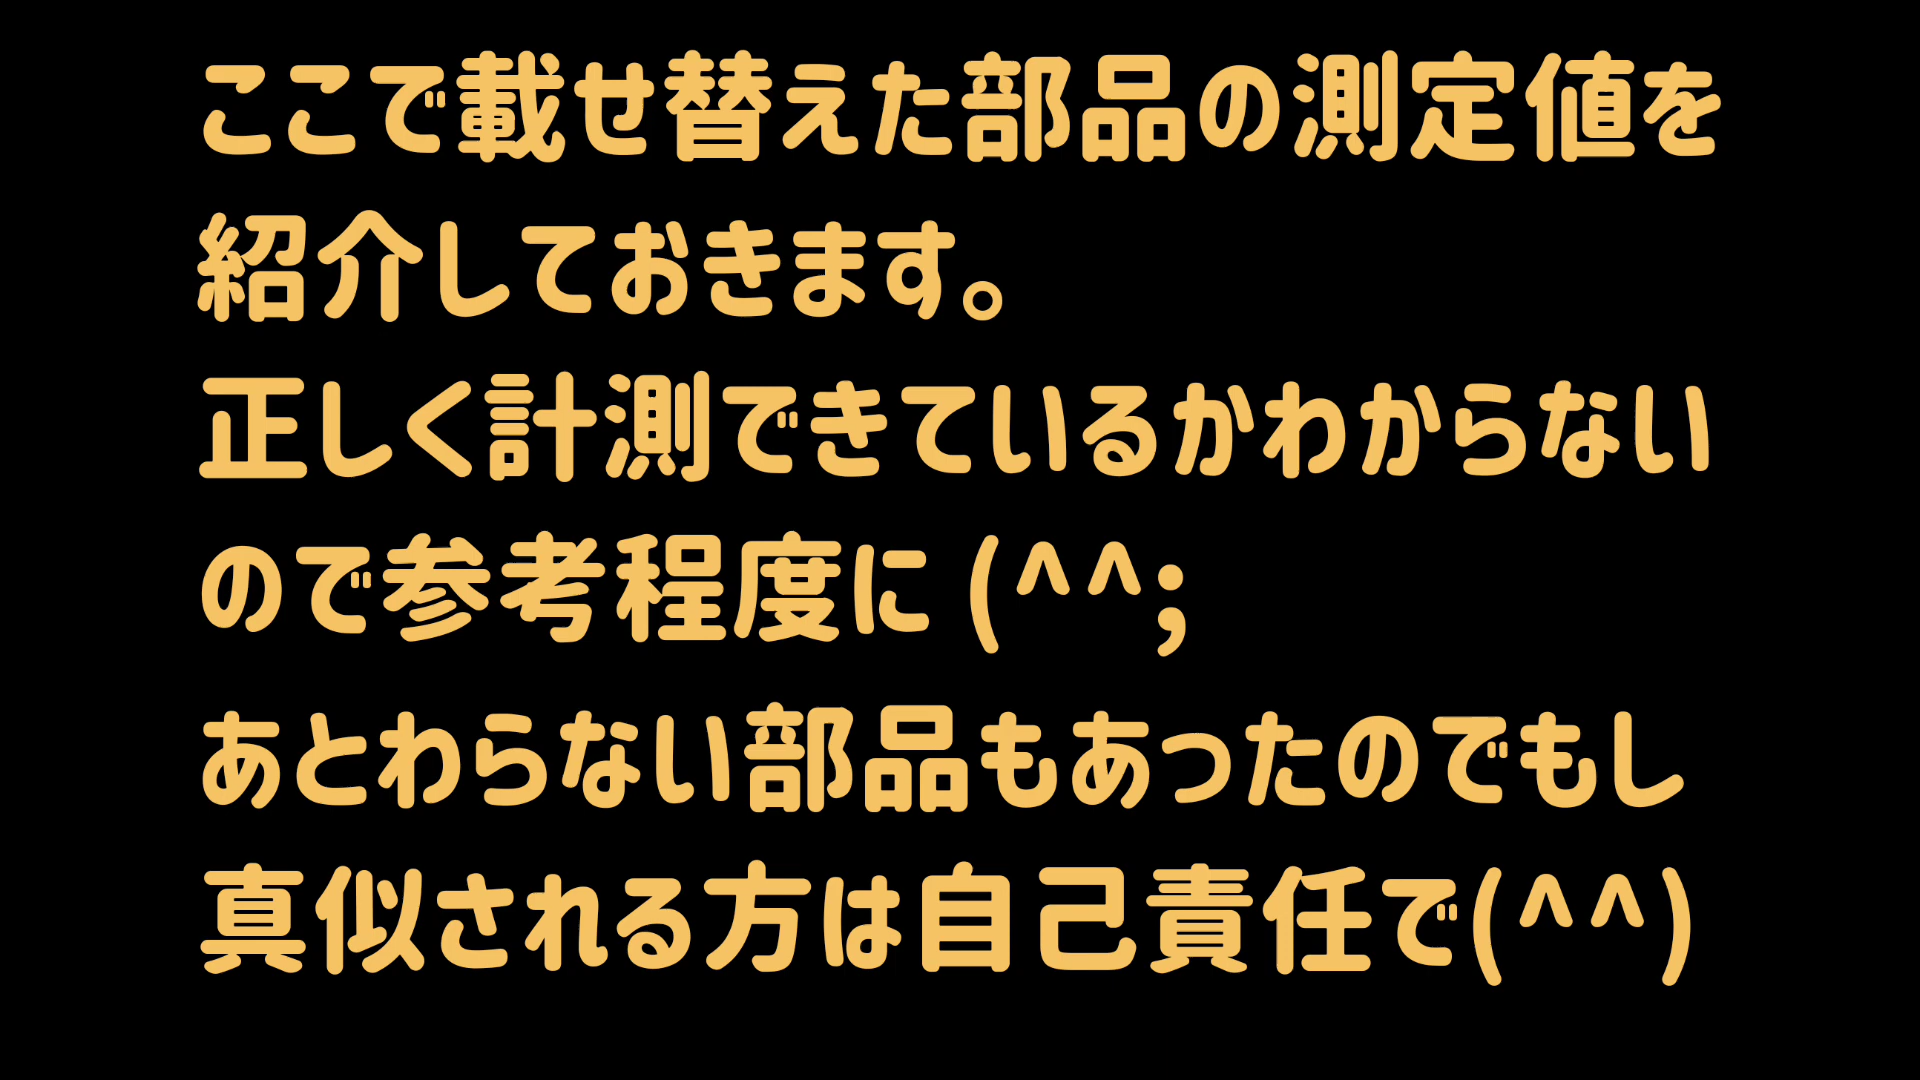 ここで載せ替えた部品の測定値を
紹介しておきます。
正しく計測できているかわからない
ので参考程度に (^^;
あとわらない部品もあったのでもし
真似される方は自己責任で(^^)